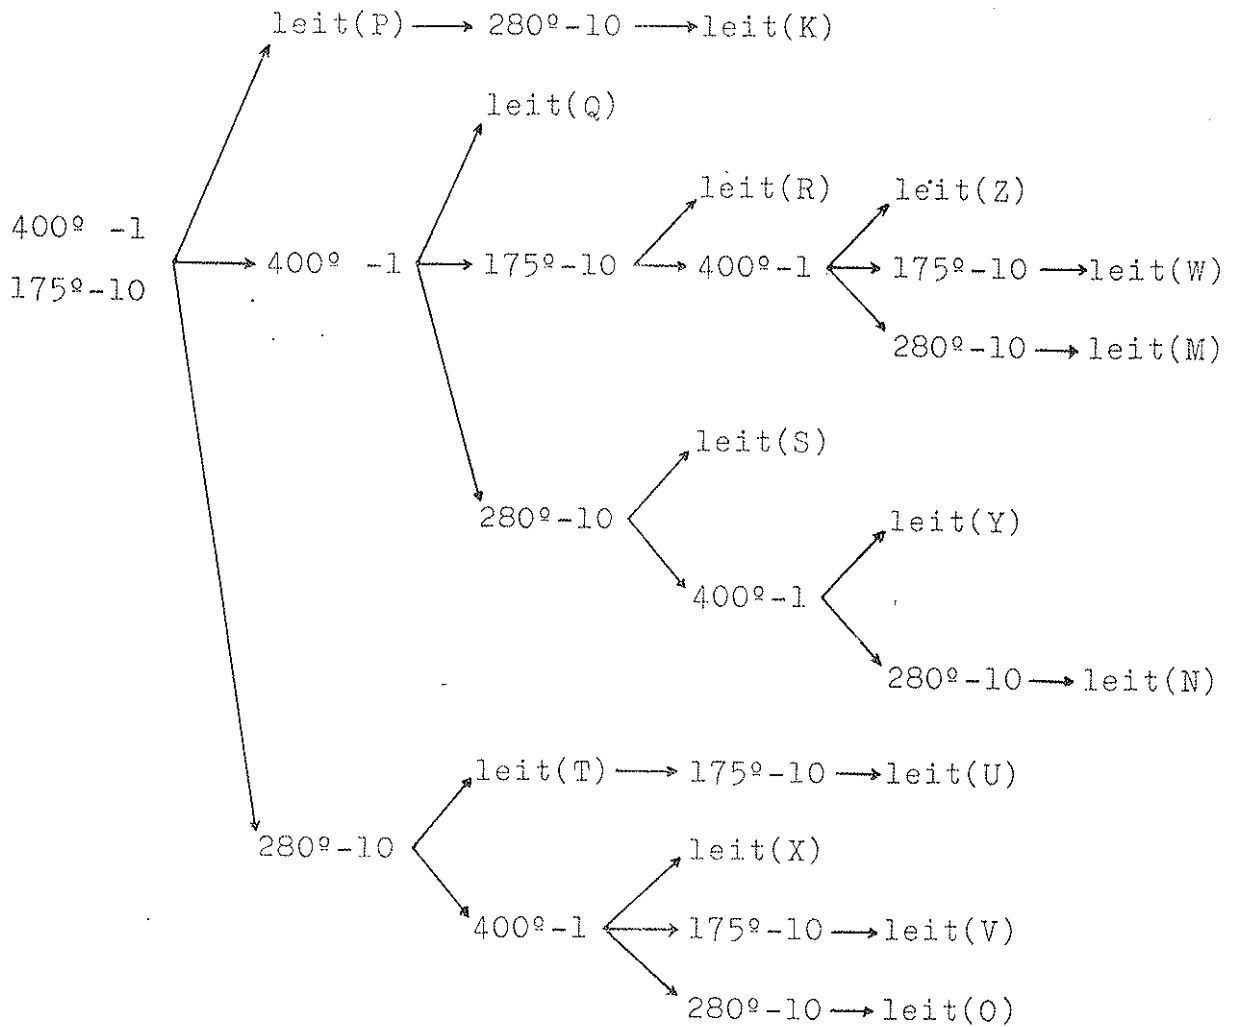 leit(P) → 280º-10 → leit(K)
leit(Q)
leit(R) leit(Z)
400º -1
400º -1 → 175º-10 → 400º-1 → 175º-10 → leit(W)
175º-10
280º-10 → leit(M)
leit(S)
280º-10 leit(Y)
400º-1
280º-10 → leit(N)
leit(T) → 175º-10 → leit(U)
280º-10 leit(X)
400º-1 → 175º-10 → leit(V)
280º-10 → leit(O)